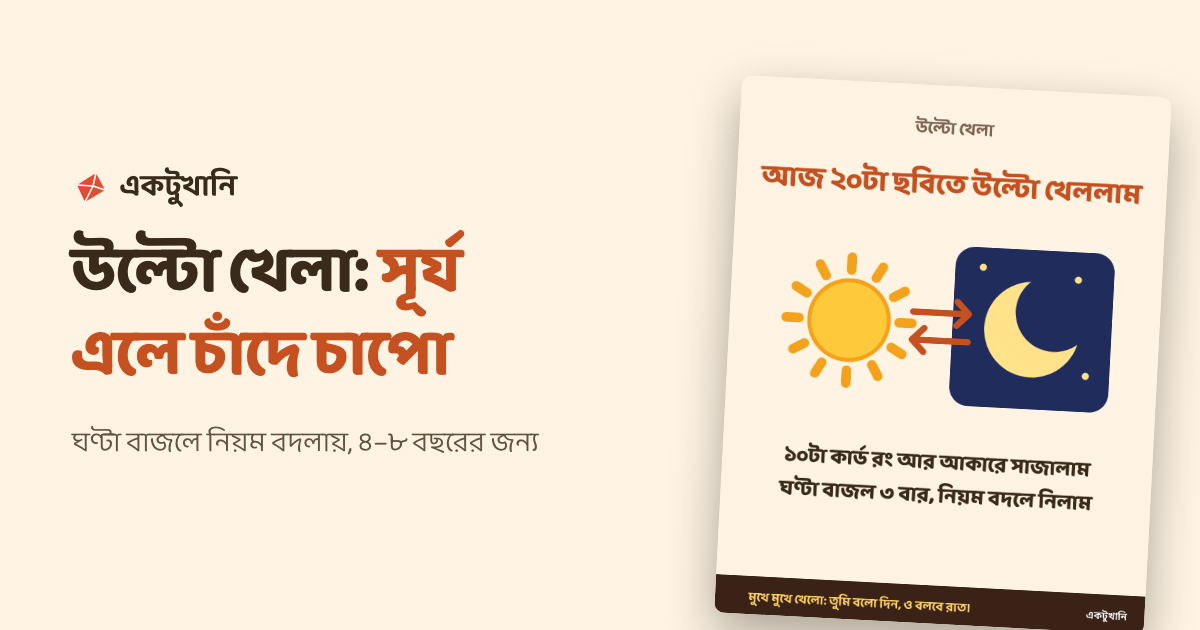 একটুখানি
উল্টো খেলা: সূর্য
এলে চাঁদে চাপো
ঘণ্টা বাজলে নিয়ম বদলায়, ৪–৮ বছরের জন্য
উল্টো খেলা
আজ ২০টা ছবিতে উল্টো খেললাম
১০টা কার্ড রং আর আকারে সাজালাম
ঘণ্টা বাজল ৩ বার, নিয়ম বদলে নিলাম
মুখে মুখে খেলো: তুমি বলো দিন, ও বলবে রাত।
একটুখানি